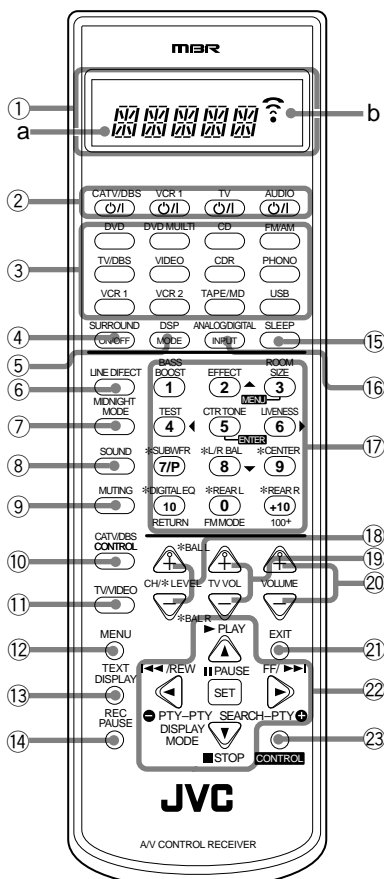 MBR
① a b
② CATV/DBS VCR 1 TV AUDIO
⏻/I ⏻/I ⏻/I ⏻/I
③ DVD DVD MUILTI CD FM/AM
TV/DBS VIDEO CDR PHONO
VCR 1 VCR 2 TAPE/MD USB
④ SURROUND DSP ANALOG/DIGITAL SLEEP
ON/OFF MODE INPUT ⑮
⑤ BASS ROOM ⑯
⑥ LINE DIRECT BOOST EFFECT SIZE
1 2 3
MENU
⑦ MIDNIGHT TEST CTR TONE LIVENESS
MODE 4 5 6 ⑰
ENTER
⑧ SOUND *SUBWFR *L/R BAL *CENTER
7/P 8 9
⑨ MUTING *DIGITAL EQ *REAR L *REAR R
10 0 +10
RETURN FM MODE 100+
⑩ CATV/DBS
CONTROL *BAL L ⑱
+ + + ⑲
⑪ TV/VIDEO CH/*LEVEL TV VOL VOLUME ⑳
– – –
*BAL R
⑫ MENU ► PLAY EXIT ㉑
⑬ TEXT
DISPLAY /REW PAUSE FF/ ㉒
SET
⑭ REC
PAUSE PTY–PTY SEARCH–PTY
DISPLAY
MODE ㉓
STOP CONTROL
JVC
A/V CONTROL RECEIVER